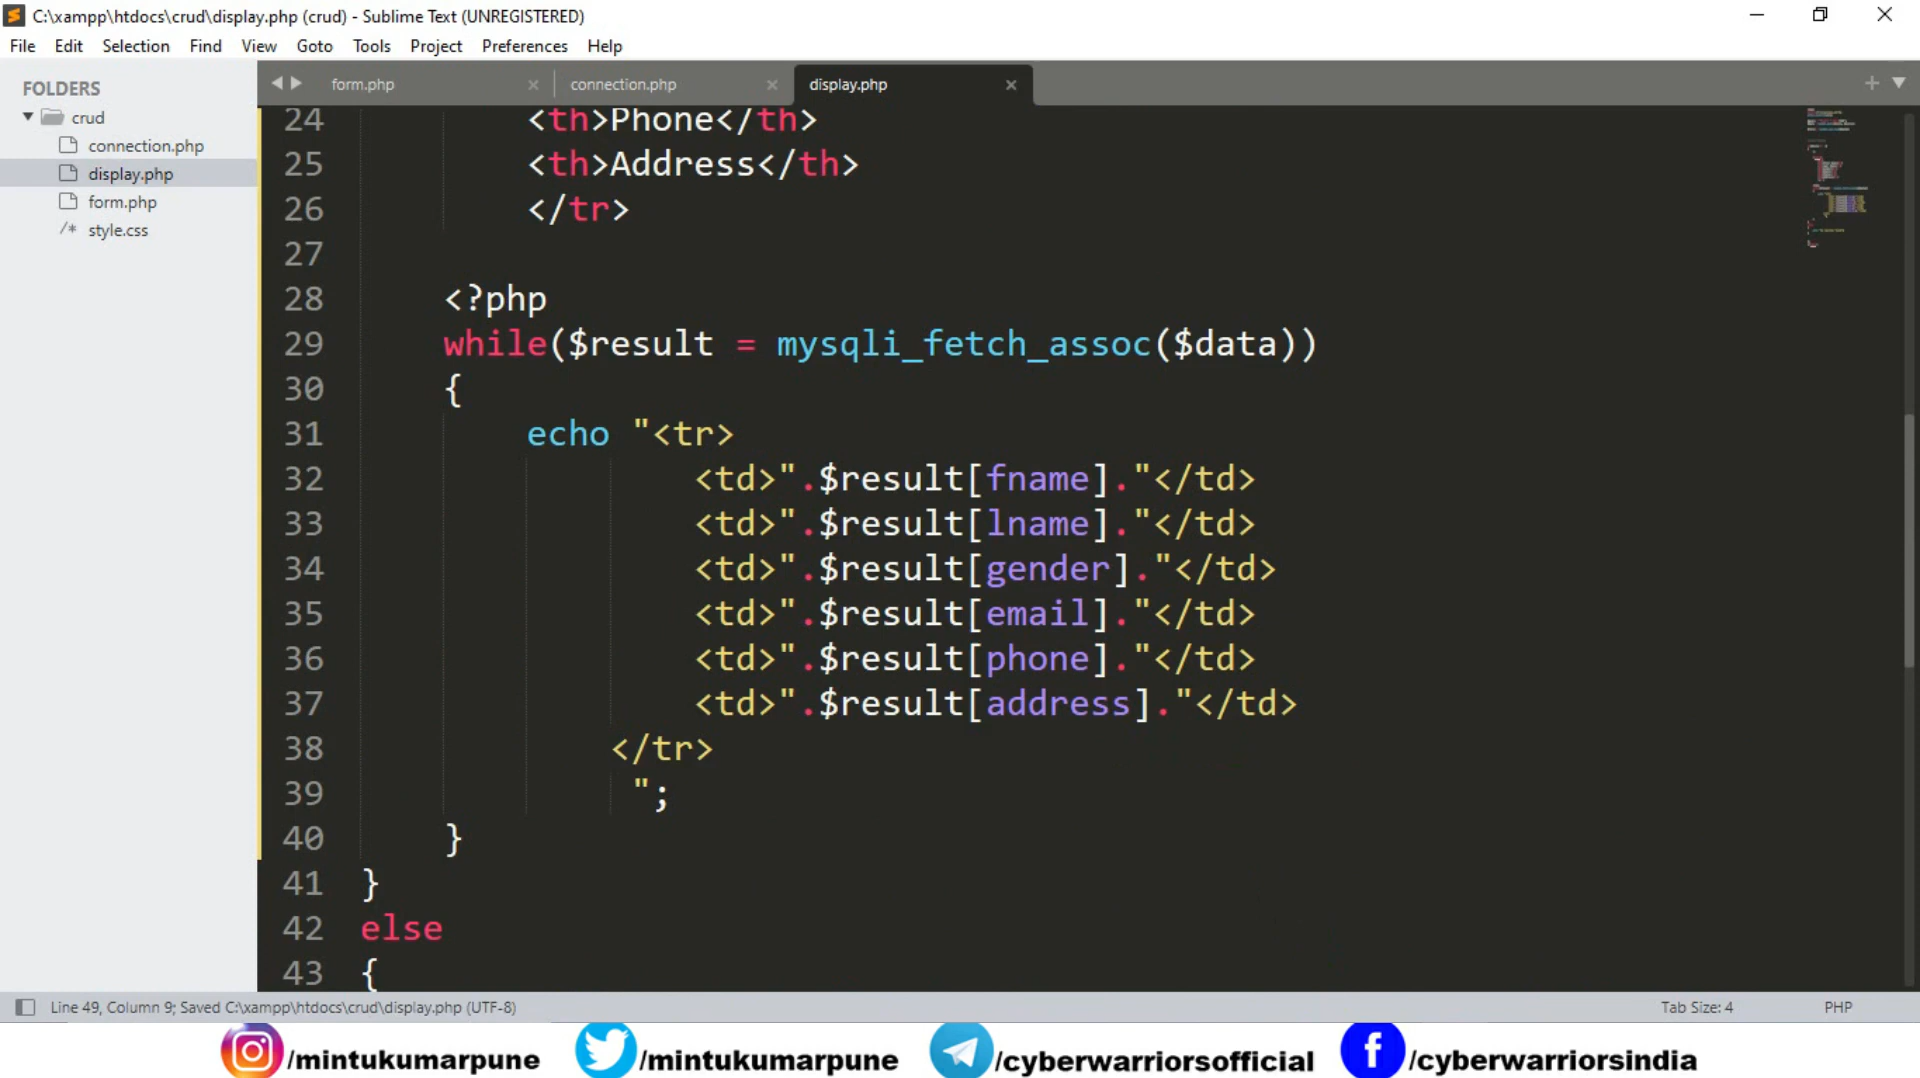 C:\xampp\htdocs\crud\display.php (crud) - Sublime Text (UNREGISTERED)
File Edit Selection Find View Goto Tools Project Preferences Help
FOLDERS
crud
connection.php
display.php
form.php
/* style.css
form.php × connection.php × display.php ×
24 <th>Phone</th>
25 <th>Address</th>
26 </tr>
27
28 <?php
29 while($result = mysqli_fetch_assoc($data))
30 {
31 echo "<tr>
32 <td>".$result[fname]."</td>
33 <td>".$result[lname]."</td>
34 <td>".$result[gender]."</td>
35 <td>".$result[email]."</td>
36 <td>".$result[phone]."</td>
37 <td>".$result[address]."</td>
38 </tr>
39 ";
40 }
41 }
42 else
43 {
Line 49, Column 9; Saved C:\xampp\htdocs\crud\display.php (UTF-8) Tab Size: 4 PHP
/mintukumarpune /mintukumarpune /cyberwarriorsofficial f /cyberwarriorsindia